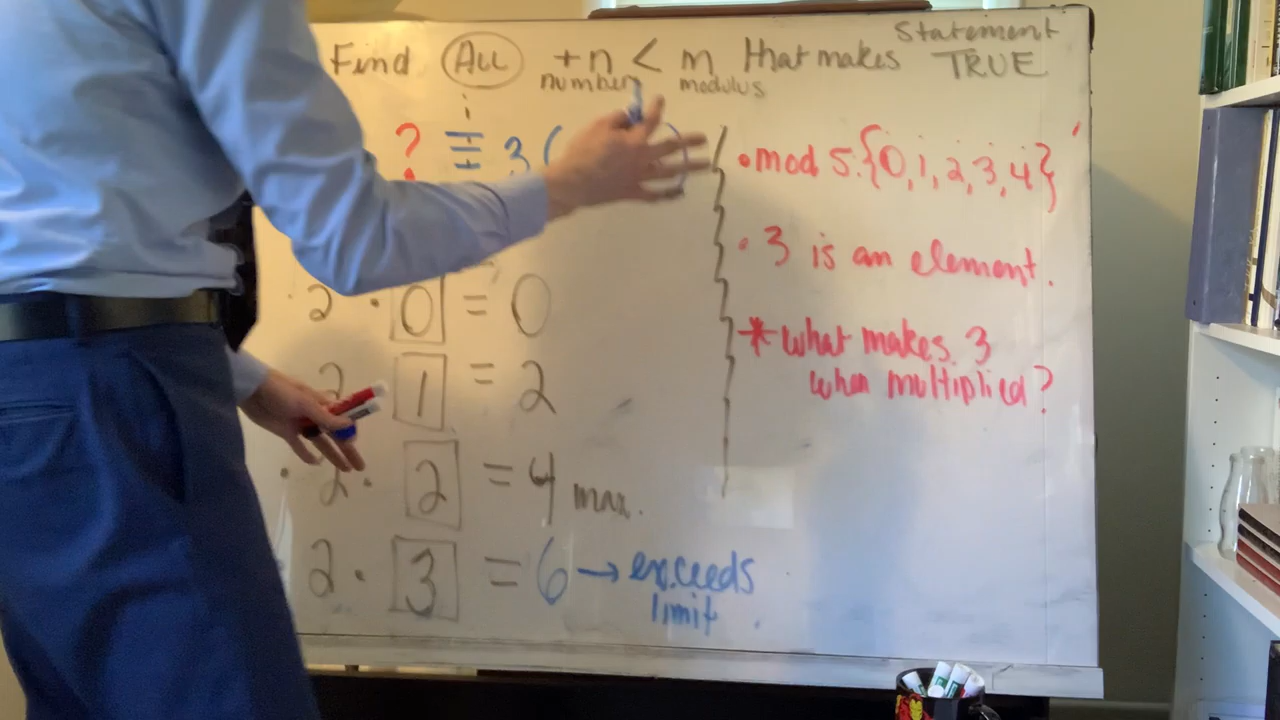 Find ALL +n < m that makes Statement TRUE
number modulus
? ≡ 3 (
2 · 0 = 0
2 1 = 2
2 · 2 = 4 max.
2 · 3 = 6 → exceeds
limit
• mod 5: {0, 1, 2, 3, 4}
• 3 is an element.
* What makes 3
when multiplied?